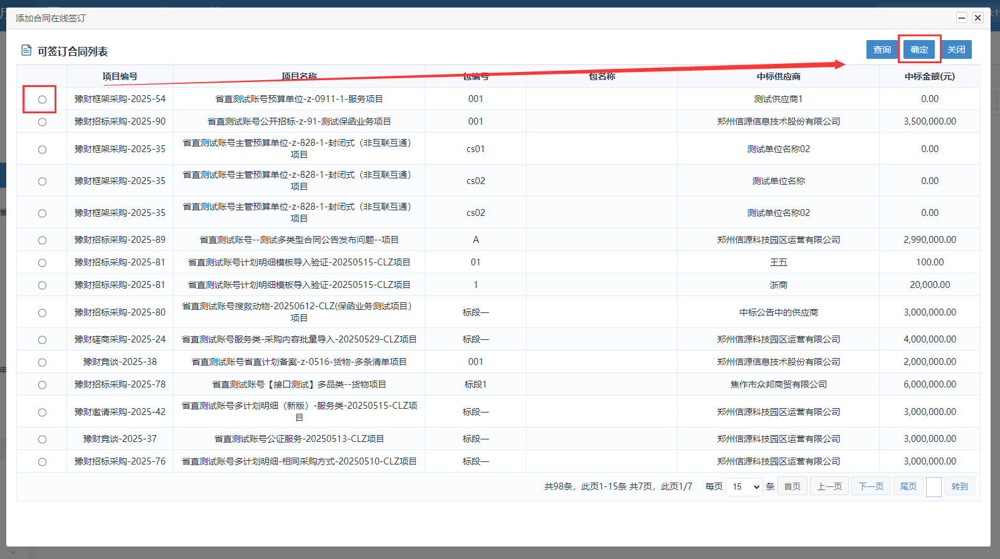 添加合同在线签订
可签订合同列表
查询 确定 关闭
项目编号 项目名称 包编号 包名称 中标供应商 中标金额(元)
豫财框架采购-2025-54 省直测试账号预算单位-z-0911-1-服务项目 001 测试供应商1 0.00
豫财招标采购-2025-90 省直测试账号公开招标-z-91-测试保函业务项目 001 郑州信源信息技术股份有限公司 3,500,000.00
豫财框架采购-2025-35 省直测试账号主管预算单位-z-828-1-封闭式（非互联互通）项目 cs01 测试单位名称02 0.00
豫财框架采购-2025-35 省直测试账号主管预算单位-z-828-1-封闭式（非互联互通）项目 cs02 测试单位名称 0.00
豫财框架采购-2025-35 省直测试账号主管预算单位-z-828-1-封闭式（非互联互通）项目 cs02 测试单位名称02 0.00
豫财招标采购-2025-89 省直测试账号--测试多类型合同公告发布问题--项目 A 郑州信源科技园区运营有限公司 2,990,000.00
豫财招标采购-2025-81 省直测试账号计划明细模板导入验证-20250515-CLZ项目 01 王五 100.00
豫财招标采购-2025-81 省直测试账号计划明细模板导入验证-20250515-CLZ项目 1 浙商 20,000.00
豫财招标采购-2025-80 省直测试账号搜救动物-20250612-CLZ(保函业务测试项目）项目 标段一 中标公告中的供应商 3,000,000.00
豫财磋商采购-2025-24 省直测试账号服务类-采购内容批量导入-20250529-CLZ项目 标段一 郑州信源科技园区运营有限公司 4,000,000.00
豫财竞谈-2025-38 省直测试账号省直计划备案-z-0516-货物-多条清单项目 001 郑州信源信息技术股份有限公司 2,000,000.00
豫财招标采购-2025-78 省直测试账号【接口测试】多品类--货物项目 标段1 焦作市众邦商贸有限公司 6,000,000.00
豫财邀请采购-2025-42 省直测试账号多计划明细（新版）-服务类-20250515-CLZ项目 标段一 郑州信源科技园区运营有限公司 3,000,000.00
豫财竞谈-2025-37 省直测试账号公证服务-20250513-CLZ项目 标段一 郑州信源科技园区运营有限公司 3,000,000.00
豫财招标采购-2025-76 省直测试账号多计划明细-相同采购方式-20250510-CLZ项目 标段一 郑州信源科技园区运营有限公司 3,000,000.00
共98条，此页1-15条 共7页，此页1/7 每页 15 条 首页 上一页 下一页 尾页 转到